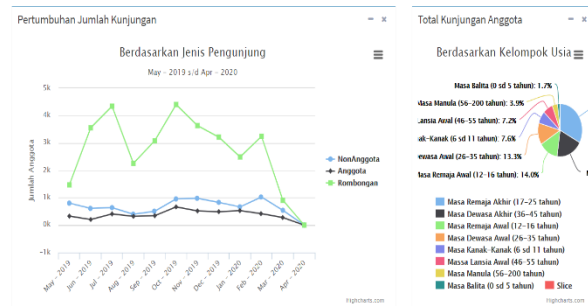 Pertumbuhan Jumlah Kunjungan
Berdasarkan Jenis Pengunjung
May - 2019 s/d Apr - 2020
Jumlah Anggota
5k
4k
3k
2k
1k
0
-1k
May - 2019
Jun - 2019
Jul - 2019
Aug - 2019
Sep - 2019
Oct - 2019
Nov - 2019
Dec - 2019
Jan - 2020
Feb - 2020
Mar - 2020
Apr - 2020
NonAnggota
Anggota
Rombongan
Highcharts.com
Total Kunjungan Anggota
Berdasarkan Kelompok Usia
Masa Balita (0 sd 5 tahun): 1.7%
Masa Manula (56-200 tahun): 3.9%
Lansia Awal (46-55 tahun): 7.2%
ak-Kanak (6 sd 11 tahun): 7.6%
ewasa Awal (26-35 tahun): 13.3%
Masa Remaja Awal (12-16 tahun): 14.0%
Masa Remaja Akhir (17-25 tahun)
Masa Dewasa Akhir (36-45 tahun)
Masa Remaja Awal (12-16 tahun)
Masa Dewasa Awal (26-35 tahun)
Masa Kanak-Kanak (6 sd 11 tahun)
Massa Lansia Awal (46-55 tahun)
Masa Manula (56-200 tahun)
Masa Balita (0 sd 5 tahun) Slice
Highcharts.com